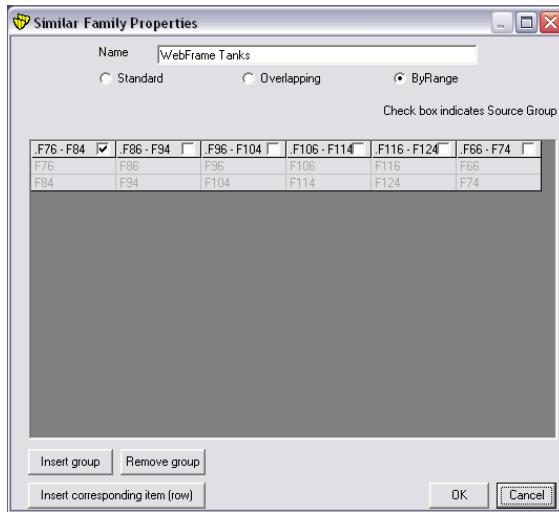 Similar Family Properties
Name WebFrame Tanks
Standard Overlapping ByRange
Check box indicates Source Group
.F76 - F84 .F86 - F94 .F96 - F104 .F106 - F114 .F116 - F124 .F66 - F74
F76 F86 F96 F106 F116 F66
F84 F94 F104 F114 F124 F74
Insert group Remove group
Insert corresponding item (row) OK Cancel